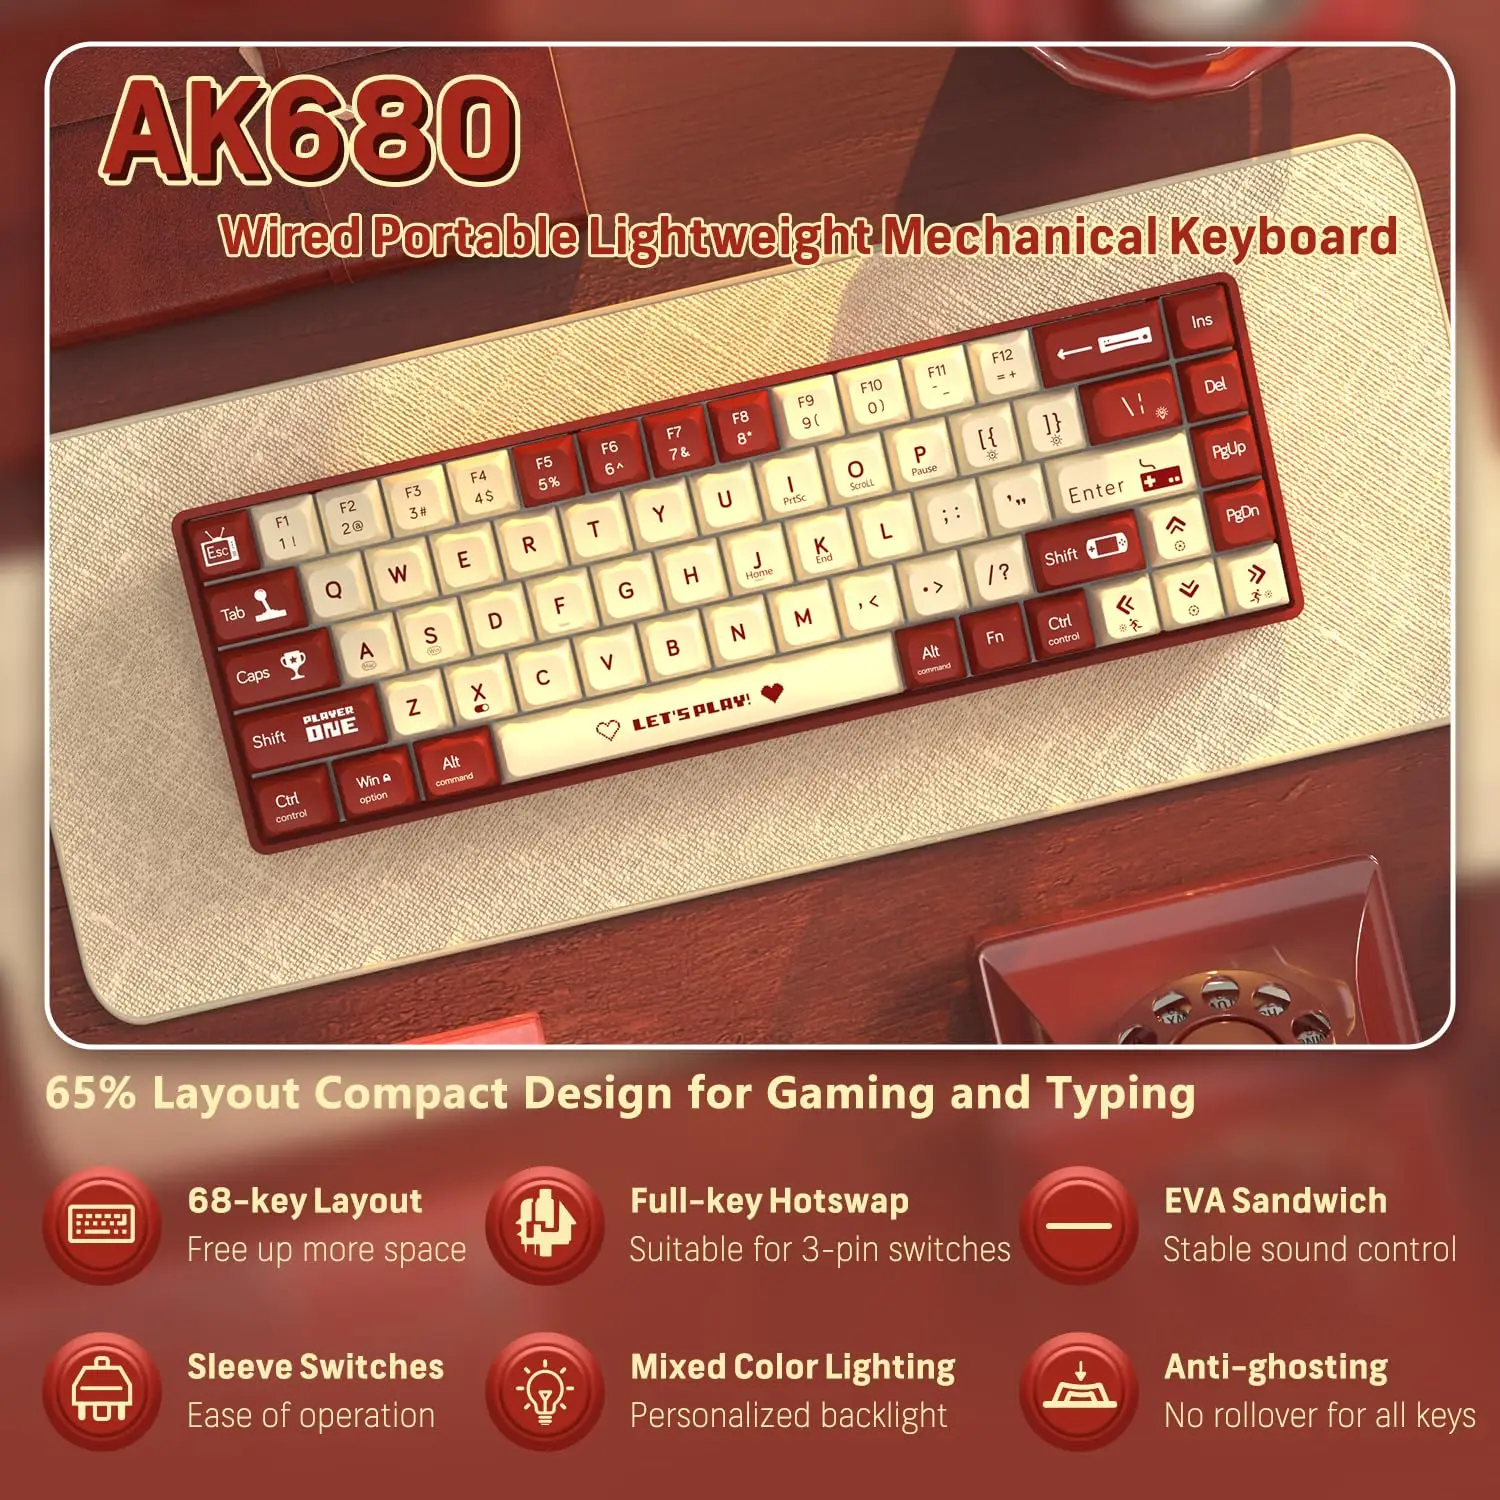 AK680
Wired Portable Lightweight Mechanical Keyboard
Esc
F1
1 !
F2
2@
F3
3#
F4
4$
F5
5%
F6
6^
F7
7&
F8
8*
F9
9(
F10
0)
F11
-
F12
=+
Ins
Tab
Q
W
E
R
T
Y
U
I
PrtSc
O
ScroLL
P
Pause
[{
]}
\¦
Del
Caps
A
Mac
S
Win
D
F
G
H
J
Home
K
End
L
; :
' "
Enter
PgUp
Shift
PLAYER
ONE
Z
X
C
V
B
N
M
, <
. >
/ ?
Shift
PgDn
Ctrl
control
Win
option
Alt
command
LET'S PLAY!
Alt
command
Fn
Ctrl
control
65% Layout Compact Design for Gaming and Typing
68-key Layout
Free up more space
Full-key Hotswap
Suitable for 3-pin switches
EVA Sandwich
Stable sound control
Sleeve Switches
Ease of operation
Mixed Color Lighting
Personalized backlight
Anti-ghosting
No rollover for all keys